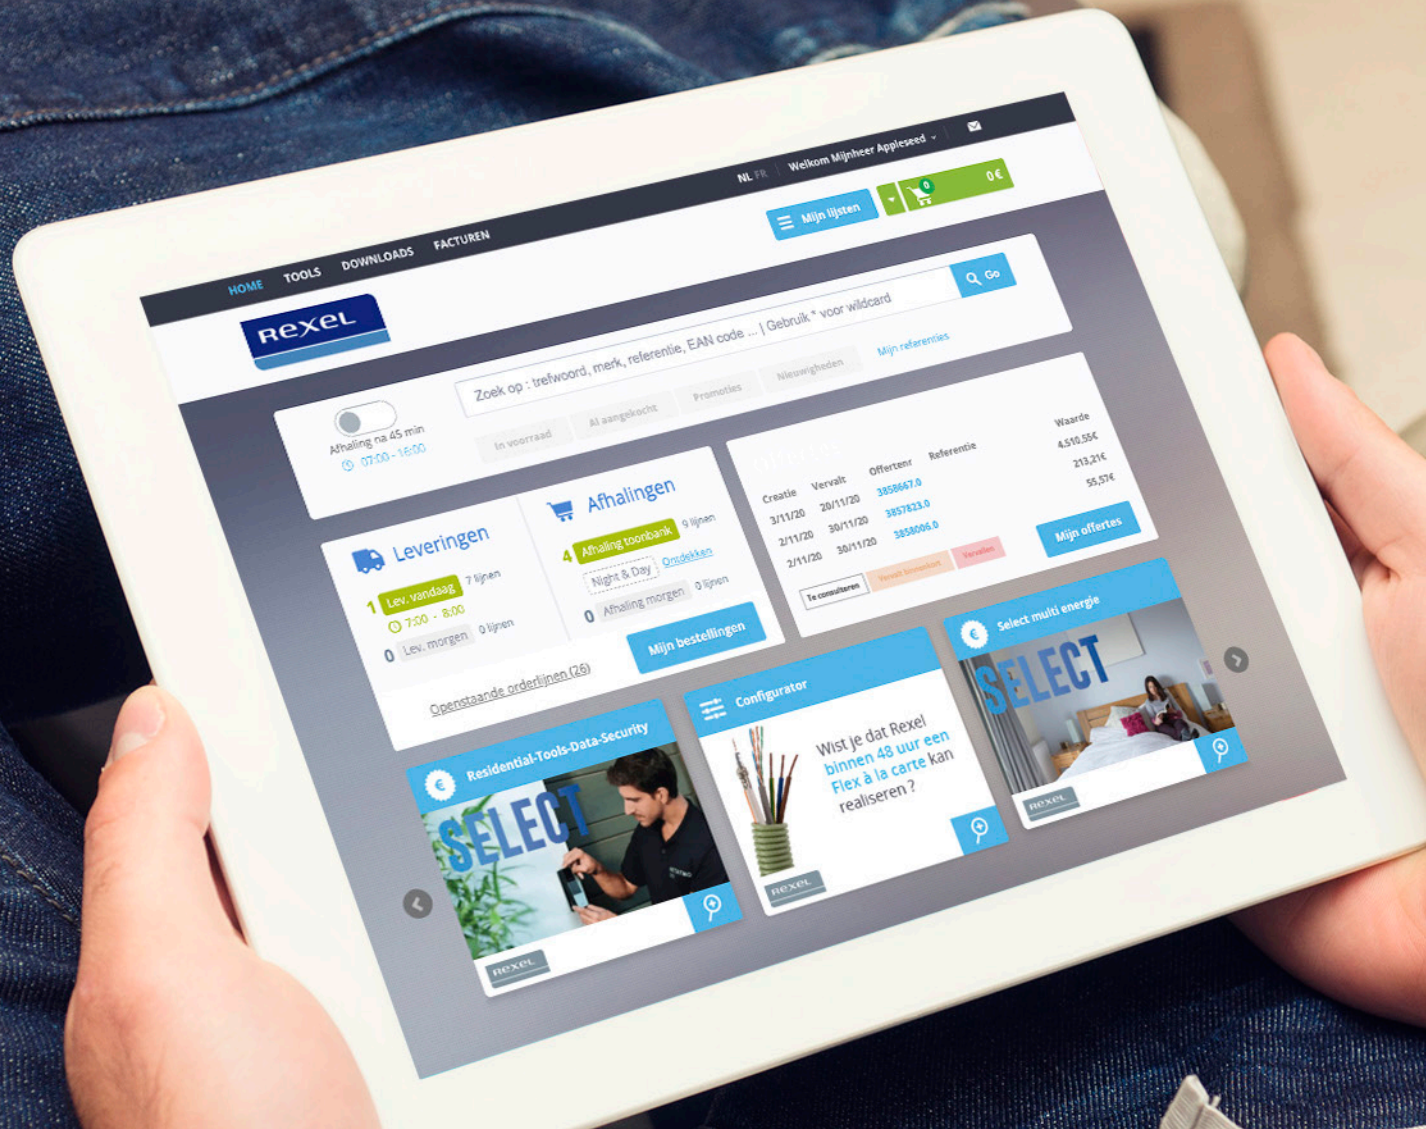 HOME TOOLS DOWNLOADS FACTUREN NL FR Welkom Mijnheer Appleseed
REXEL
Mijn lijsten 0 0€
Afhaling na 45 min
07:00 - 16:00
Zoek op : trefwoord, merk, referentie, EAN code ... | Gebruik * voor wildcard
Go
In voorraad Al aangekocht Promoties Nieuwigheden Mijn referenties
Leveringen
1 Lev. vandaag 7 lijnen
7:00 - 8:00
0 Lev. morgen 0 lijnen
Afhalingen
4 Afhaling toonbank 9 lijnen
Night & Day Ontdekken
0 Afhaling morgen 0 lijnen
Openstaande orderlijnen (26)
Mijn bestellingen
Creatie Vervalt Offertenr Referentie Waarde
3/11/20 20/11/20 3858667.0 4.510,55€
2/11/20 30/11/20 3857823.0 213,21€
2/11/20 30/11/20 3858006.0 55,57€
Te consulteren Vervalt binnenkort Vervallen
Mijn offertes
€ Residential-Tools-Data-Security
SELECT
REXEL
Configurator
Wist je dat Rexel
binnen 48 uur een
Flex à la carte kan
realiseren ?
REXEL
€ Select multi energie
SELECT
REXEL